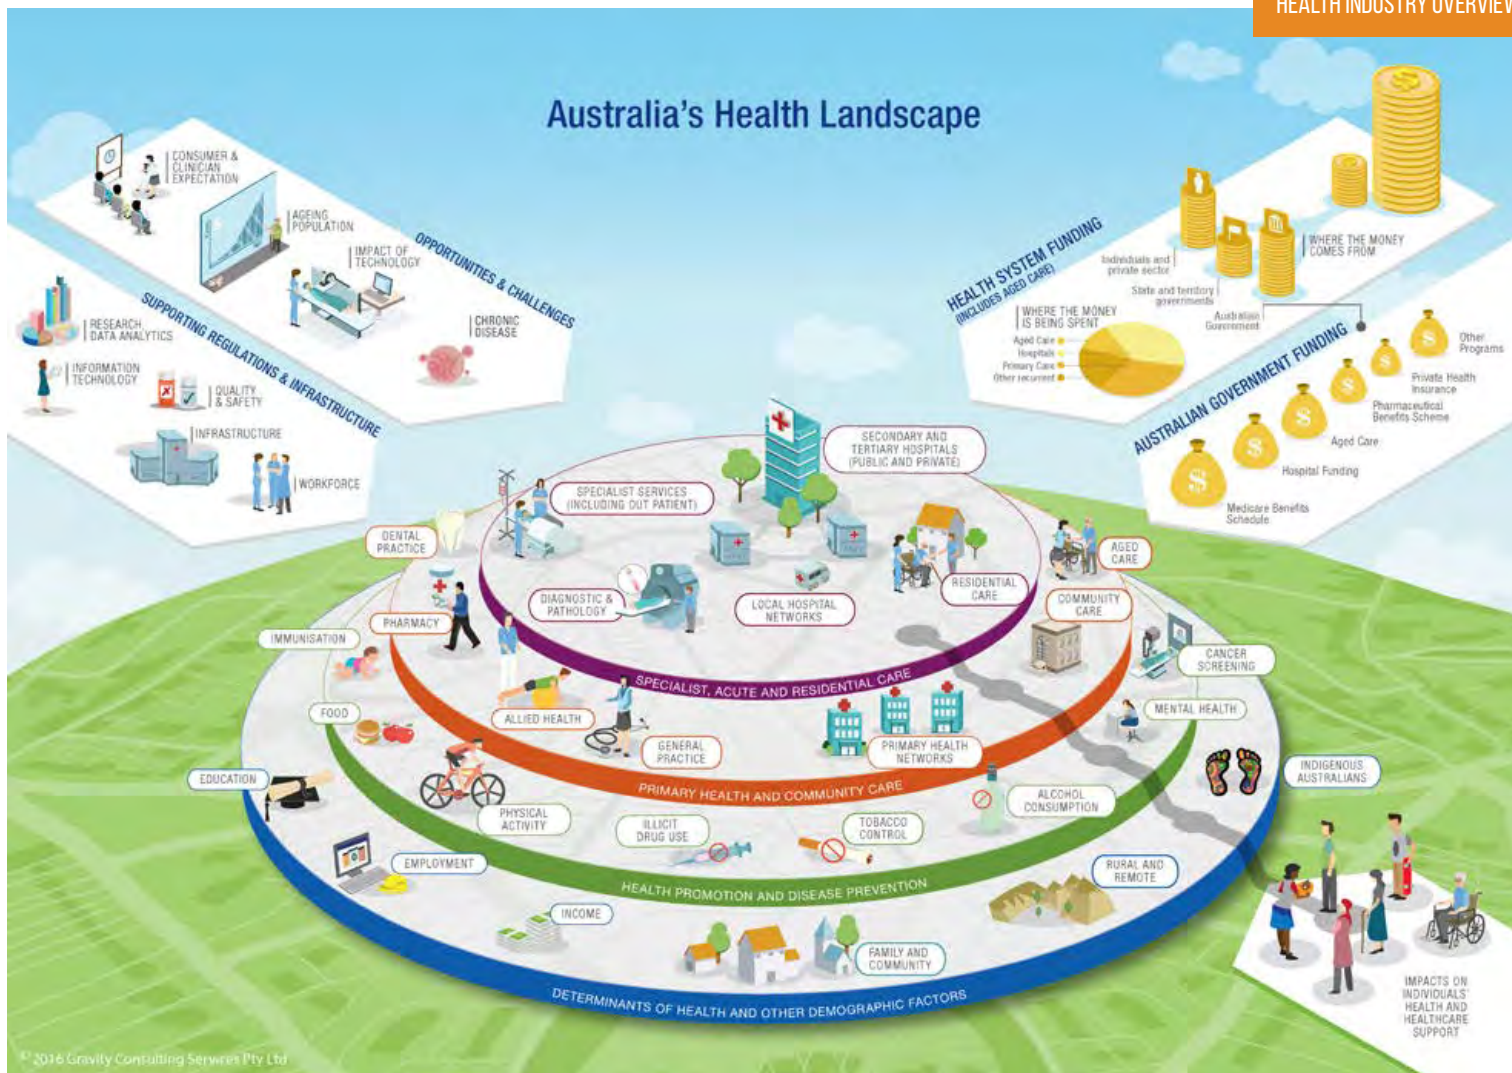 HEALTH INDUSTRY OVERVIEW
Australia's Health Landscape
CONSUMER &
CLINICIAN
EXPECTATION
AGEING
POPULATION
IMPACT OF
TECHNOLOGY
CHRONIC
DISEASE
OPPORTUNITIES & CHALLENGES
SUPPORTING REGULATIONS & INFRASTRUCTURE
RESEARCH,
DATA ANALYTICS
INFORMATION
TECHNOLOGY
QUALITY
& SAFETY
INFRASTRUCTURE
WORKFORCE
HEALTH SYSTEM FUNDING
(INCLUDES AGED CARE)
WHERE THE MONEY
COMES FROM
Individuals and
private sector
State and territory
governments
Australian
Government
WHERE THE MONEY
IS BEING SPENT
Aged Care
Hospitals
Primary Care
Other recurrent
AUSTRALIAN GOVERNMENT FUNDING
Other
Programs
Private Health
Insurance
Pharmaceutical
Benefits Scheme
Aged Care
Hospital Funding
Medicare Benefits
Schedule
SECONDARY AND
TERTIARY HOSPITALS
(PUBLIC AND PRIVATE)
SPECIALIST SERVICES
(INCLUDING OUT PATIENT)
DIAGNOSTIC &
PATHOLOGY
LOCAL HOSPITAL
NETWORKS
RESIDENTIAL
CARE
SPECIALIST, ACUTE AND RESIDENTIAL CARE
DENTAL
PRACTICE
PHARMACY
AGED
CARE
COMMUNITY
CARE
ALLIED HEALTH
GENERAL
PRACTICE
PRIMARY HEALTH
NETWORKS
PRIMARY HEALTH AND COMMUNITY CARE
IMMUNISATION
CANCER
SCREENING
FOOD
MENTAL HEALTH
PHYSICAL
ACTIVITY
ILLICIT
DRUG USE
TOBACCO
CONTROL
ALCOHOL
CONSUMPTION
HEALTH PROMOTION AND DISEASE PREVENTION
EDUCATION
INDIGENOUS
AUSTRALIANS
EMPLOYMENT
RURAL AND
REMOTE
INCOME
FAMILY AND
COMMUNITY
DETERMINANTS OF HEALTH AND OTHER DEMOGRAPHIC FACTORS
IMPACTS ON
INDIVIDUALS'
HEALTH AND
HEALTHCARE
SUPPORT
© 2016 Gravity Consulting Services Pty Ltd